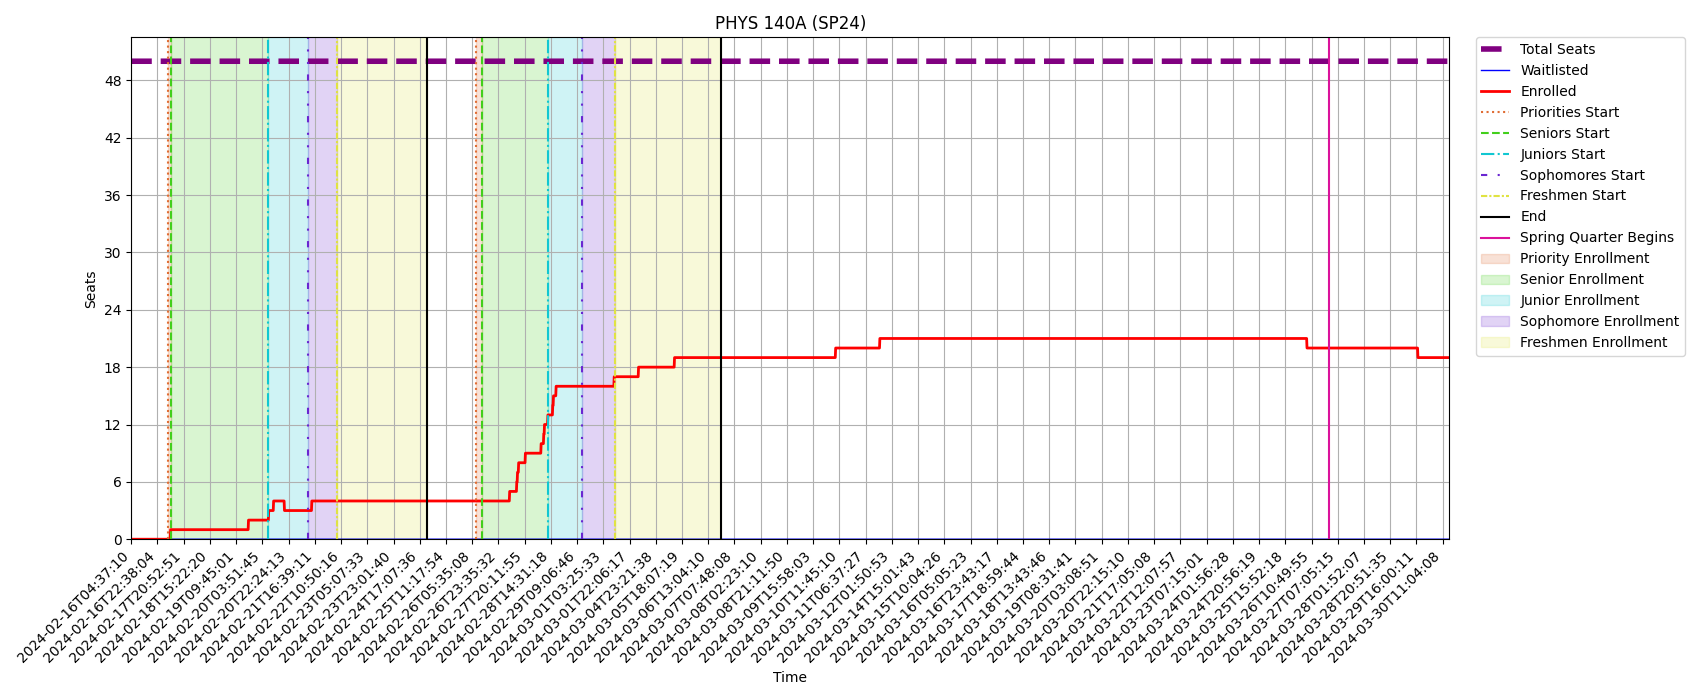 PHYS 140A (SP24)
Seats
48
42
36
30
24
18
12
6
0
2024-02-16T04:37:10
2024-02-16T22:38:04
2024-02-17T20:52:51
2024-02-18T15:22:20
2024-02-19T09:45:01
2024-02-20T03:51:45
2024-02-20T22:24:13
2024-02-21T16:39:11
2024-02-22T10:50:16
2024-02-23T05:07:33
2024-02-23T23:01:40
2024-02-24T17:07:36
2024-02-25T11:17:54
2024-02-26T05:35:08
2024-02-26T23:35:32
2024-02-27T20:11:55
2024-02-28T14:31:18
2024-02-29T09:06:46
2024-03-01T03:25:33
2024-03-01T22:06:17
2024-03-04T23:21:38
2024-03-05T18:07:19
2024-03-06T13:04:10
2024-03-07T07:48:08
2024-03-08T02:23:10
2024-03-08T21:11:50
2024-03-09T15:58:03
2024-03-10T11:45:10
2024-03-11T06:37:27
2024-03-12T01:50:53
2024-03-14T15:01:43
2024-03-15T10:04:26
2024-03-16T05:05:23
2024-03-16T23:43:17
2024-03-17T18:59:44
2024-03-18T13:43:46
2024-03-19T08:31:41
2024-03-20T03:08:51
2024-03-20T22:15:10
2024-03-21T17:05:08
2024-03-22T12:07:57
2024-03-23T07:15:01
2024-03-24T01:56:28
2024-03-24T20:56:19
2024-03-25T15:52:18
2024-03-26T10:49:55
2024-03-27T07:05:15
2024-03-28T01:52:07
2024-03-28T20:51:35
2024-03-29T16:00:11
2024-03-30T11:04:08
Time
Total Seats
Waitlisted
Enrolled
Priorities Start
Seniors Start
Juniors Start
Sophomores Start
Freshmen Start
End
Spring Quarter Begins
Priority Enrollment
Senior Enrollment
Junior Enrollment
Sophomore Enrollment
Freshmen Enrollment